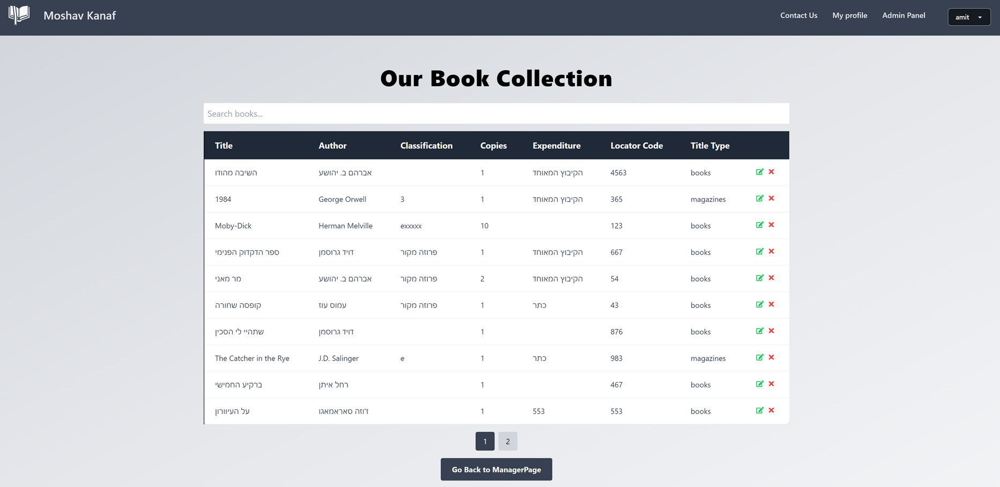 Moshav Kanaf Contact Us My profile Admin Panel amit
Our Book Collection
Search books...
Title Author Classification Copies Expenditure Locator Code Title Type
השיבה מהודו אברהם ב. יהושע 1 הקיבוץ המאוחד 4563 books
1984 George Orwell 3 1 הקיבוץ המאוחד 365 magazines
Moby-Dick Herman Melville exxxxx 10 123 books
ספר הדקדוק הפנימי דויד גרוסמן פרוזה מקור 1 הקיבוץ המאוחד 667 books
מר מאני אברהם ב. יהושע פרוזה מקור 2 הקיבוץ המאוחד 54 books
קופסה שחורה עמוס עוז פרוזה מקור 1 כתר 43 books
שתהיי לי הסכין דויד גרוסמן 1 876 books
The Catcher in the Rye J.D. Salinger e 1 כתר 983 magazines
ברקיע החמישי רחל איתן 1 467 books
על העיוורון ז'וזה סאראמאגו 1 553 553 books
1 2
Go Back to ManagerPage